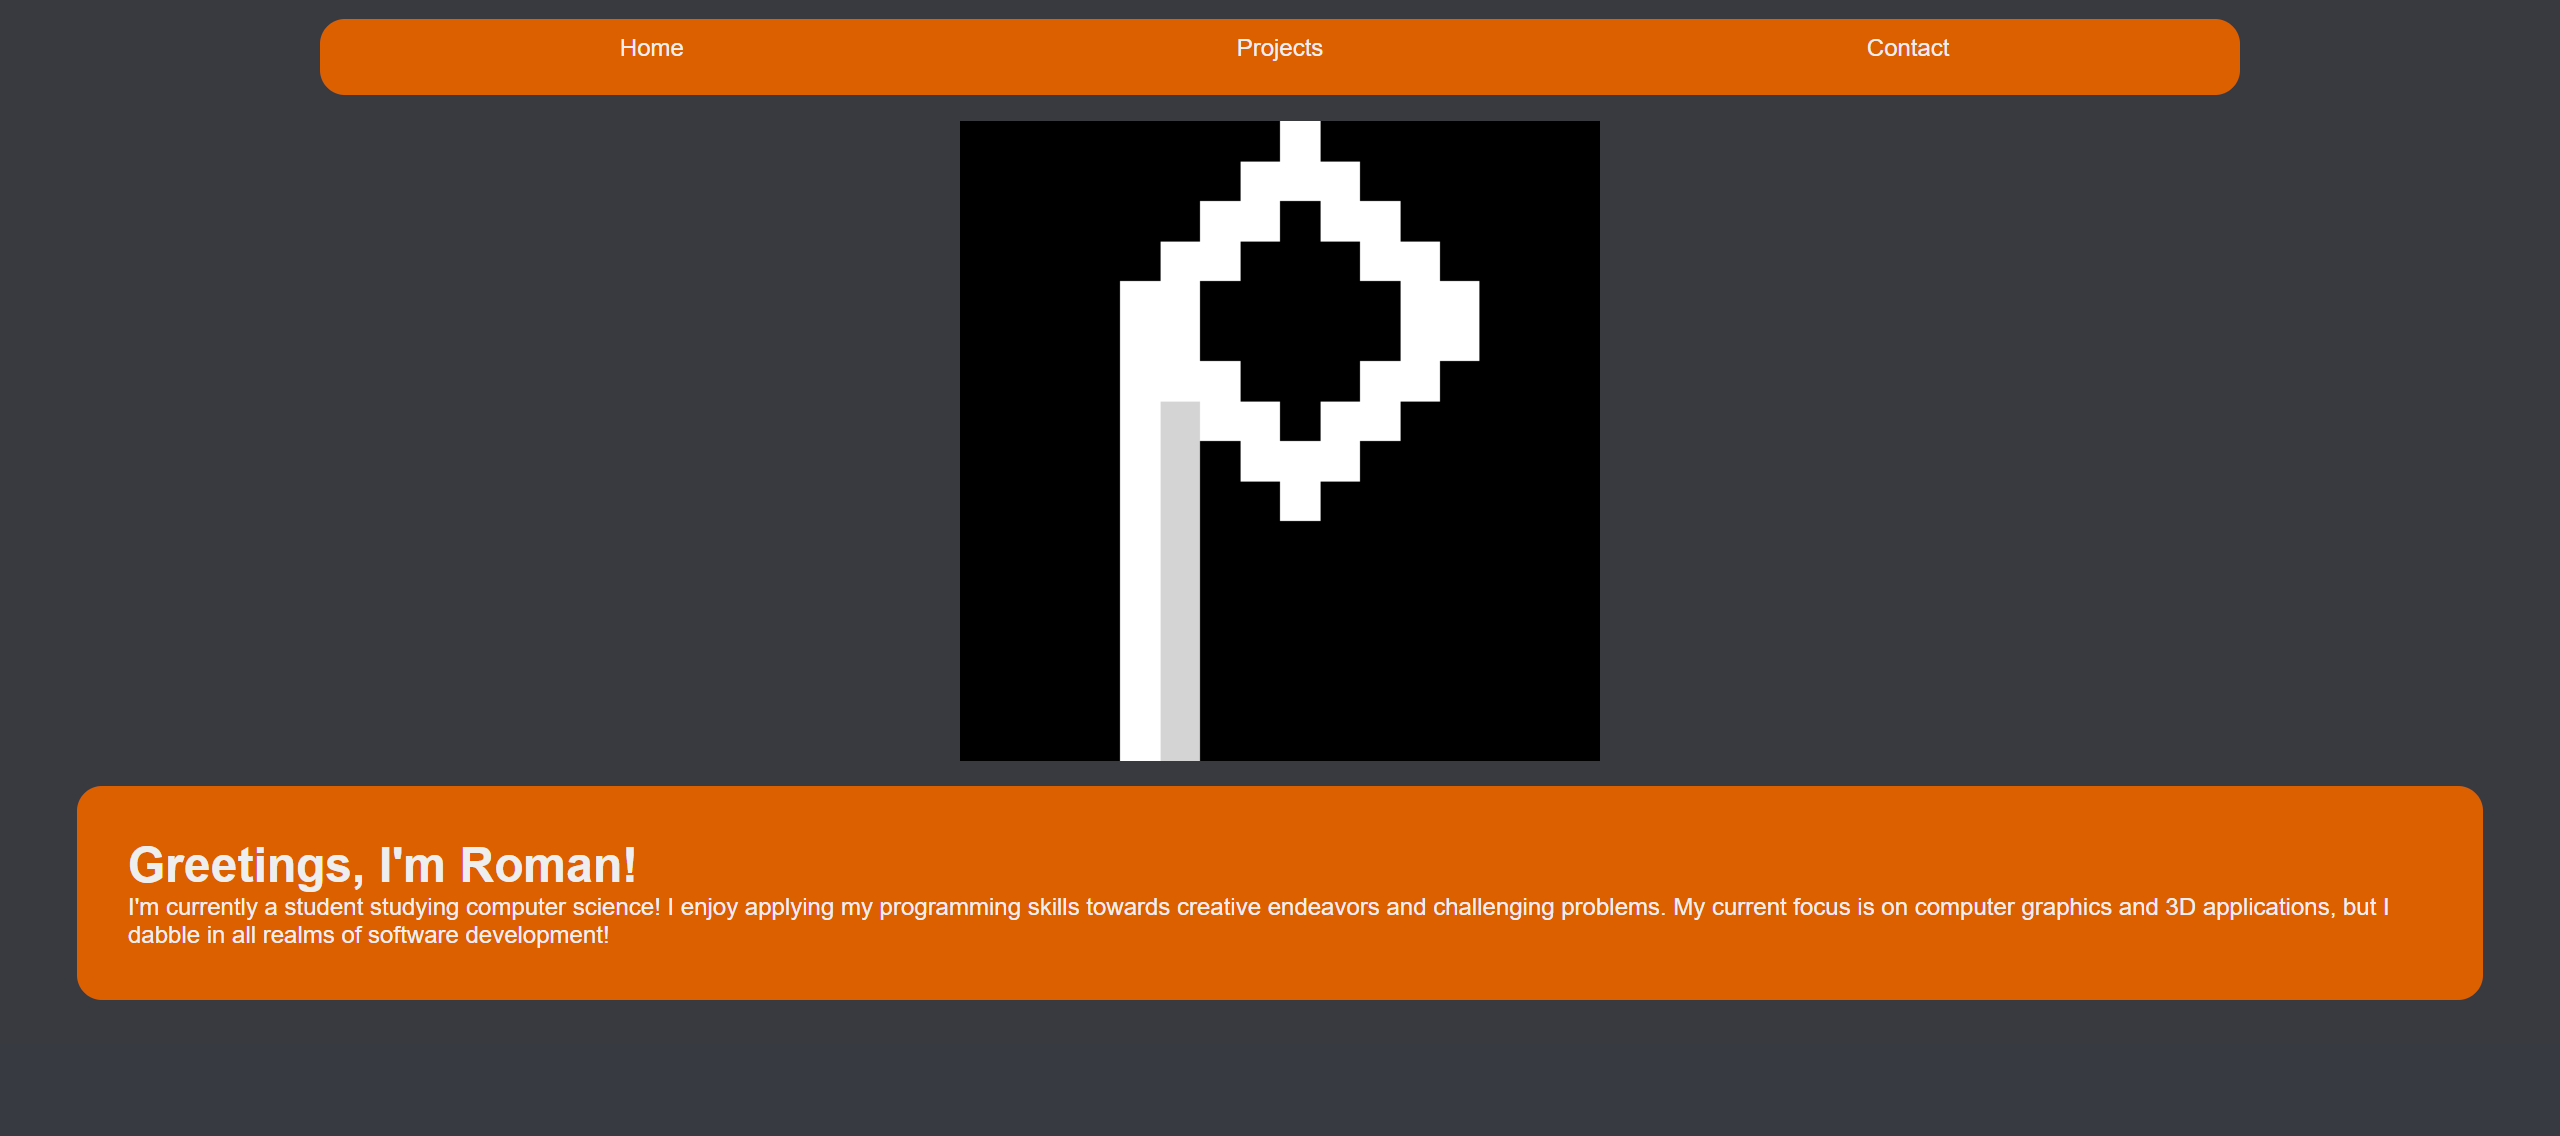 Home Projects Contact
Greetings, I'm Roman!
I'm currently a student studying computer science! I enjoy applying my programming skills towards creative endeavors and challenging problems. My current focus is on computer graphics and 3D applications, but I
dabble in all realms of software development!